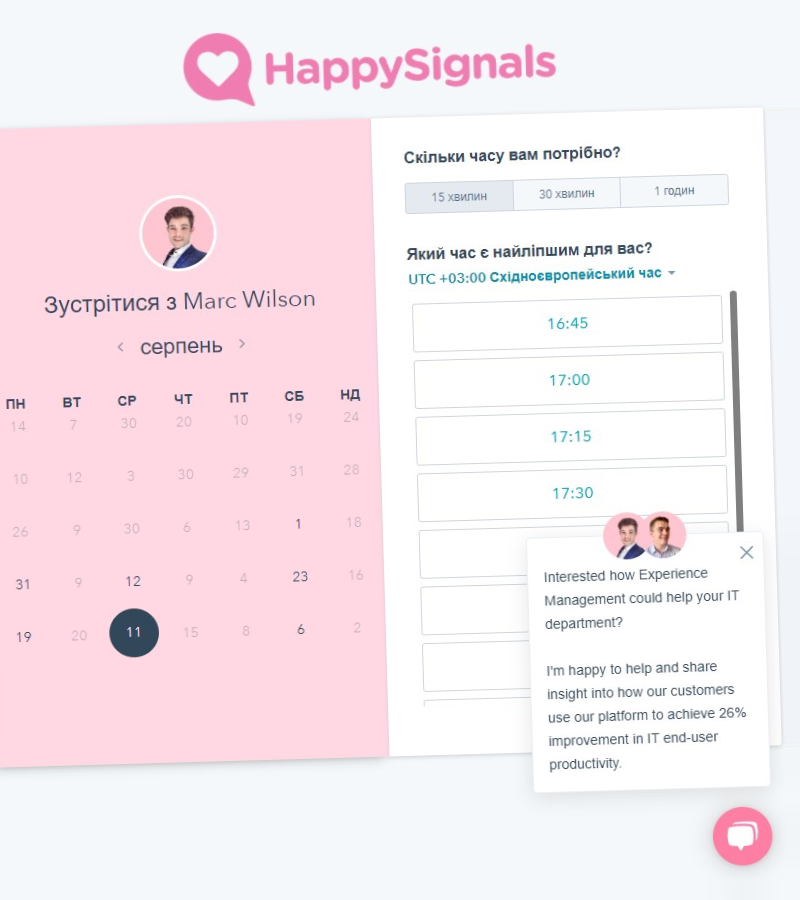 HappySignals
Зустрітися з Marc Wilson
серпень
ПН ВТ СР ЧТ ПТ СБ НД
14 7 30 20 10 19 24
10 12 3 30 29 31 28
26 9 30 6 13 1 18
31 9 12 9 4 23 16
19 20 11 15 8 6 2
Скільки часу вам потрібно?
15 хвилин 30 хвилин 1 годин
Який час є найліпшим для вас?
UTC +03:00 Східноєвропейський час
16:45
17:00
17:15
17:30
Interested how Experience
Management could help your IT
department?
I'm happy to help and share
insight into how our customers
use our platform to achieve 26%
improvement in IT end-user
productivity.